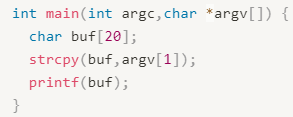 int main(int argc,char *argv[]) {
  char buf[20];
  strcpy(buf,argv[1]);
  printf(buf);
}